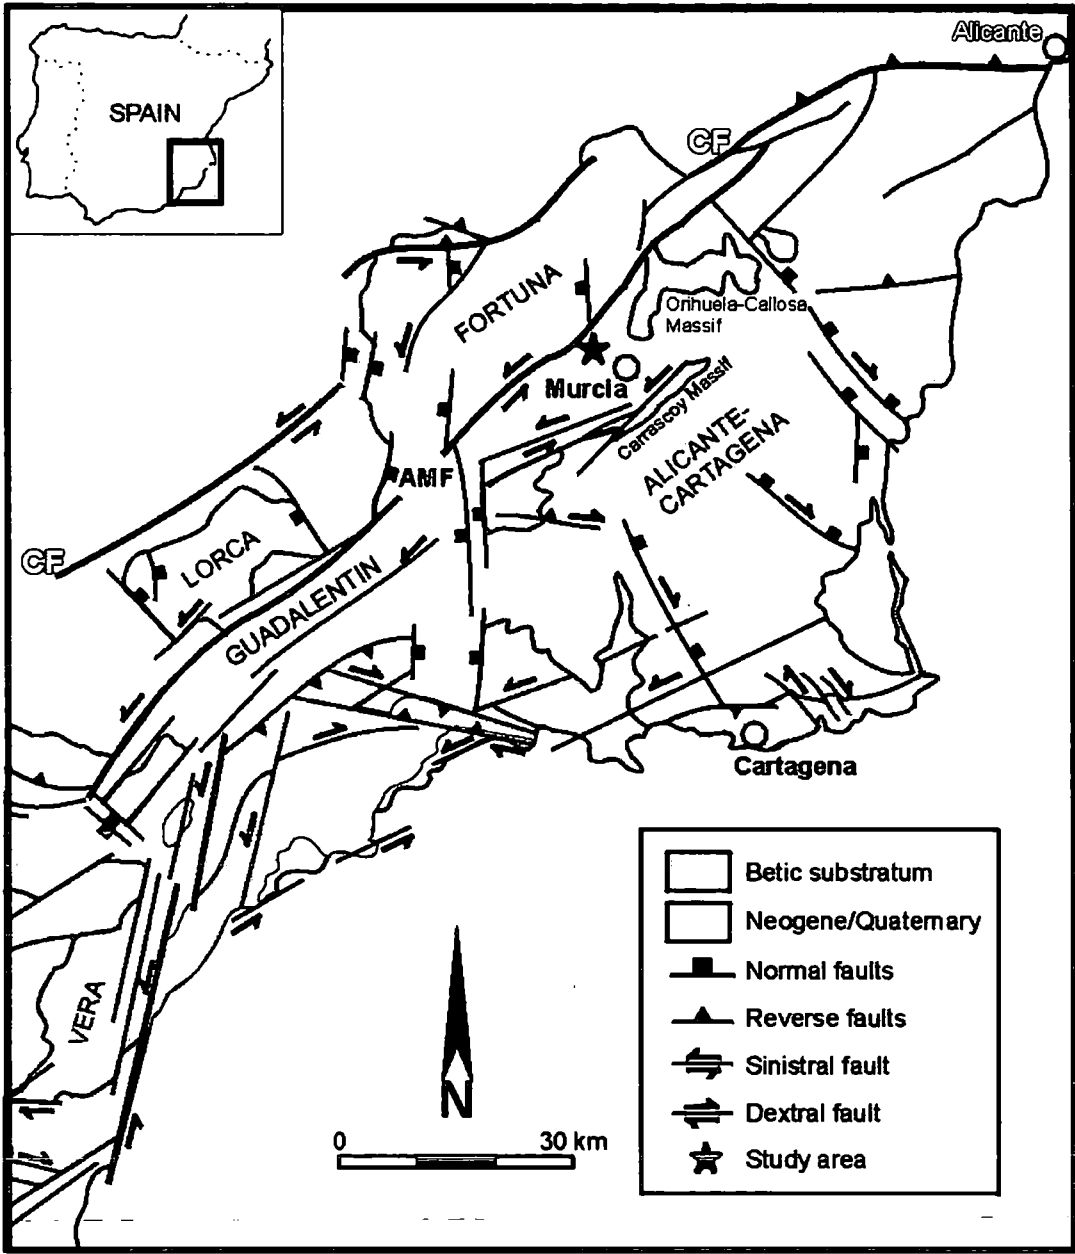 Alicante
SPAIN
CF
FORTUNA
Orihuela-Callosa
Massif
Murcia
Carrascoy Massif
ALICANTE-
CARTAGENA
AMF
CF
LORCA
GUADALENTIN
Cartagena
VERA
N
0 30 km
Betic substratum
Neogene/Quaternary
Normal faults
Reverse faults
Sinistral fault
Dextral fault
Study area